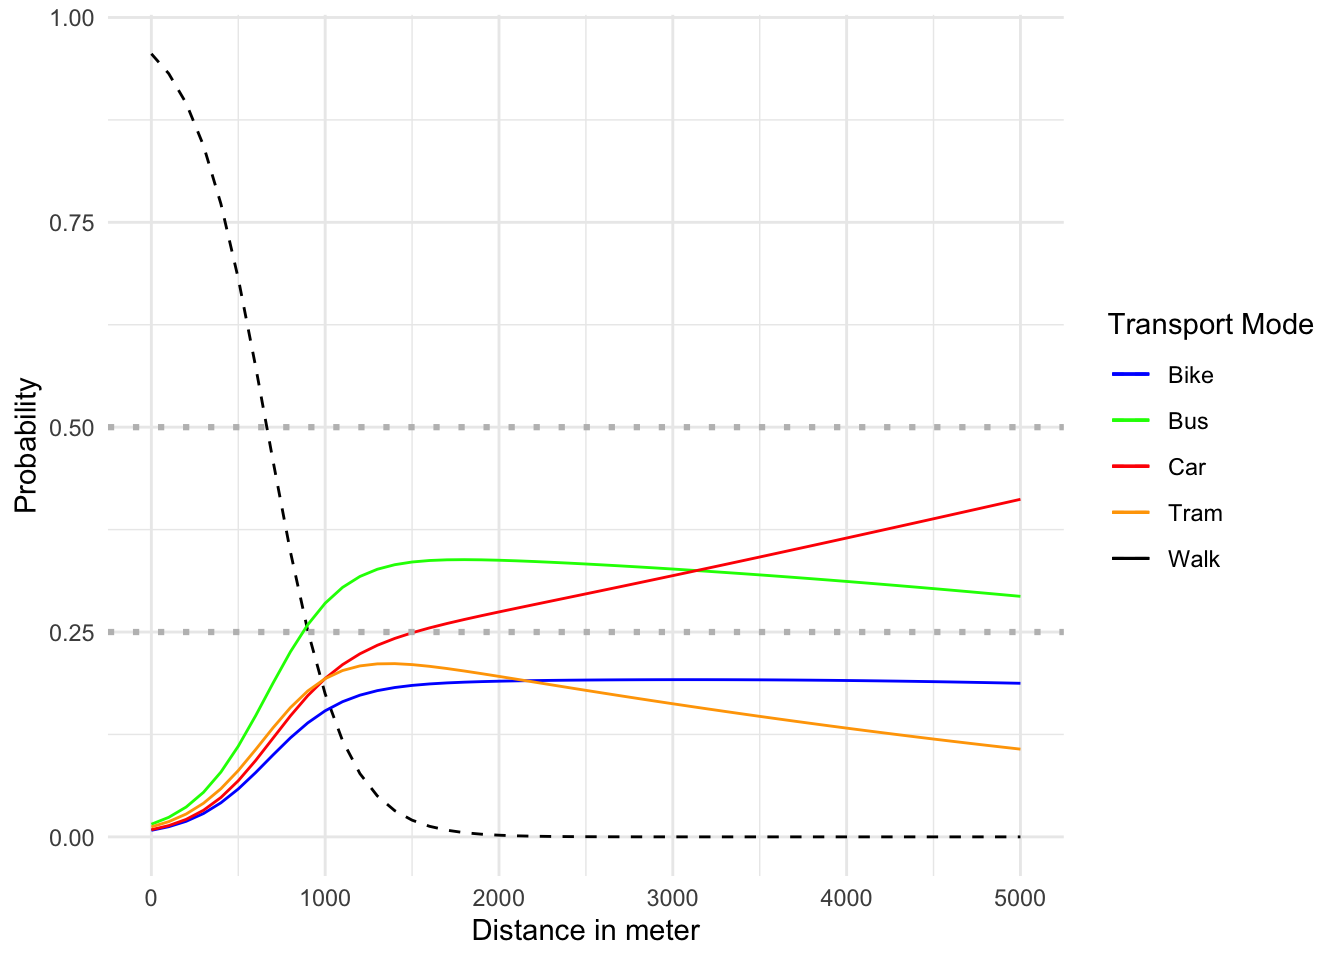 1.00
0.75
0.50
0.25
0.00
Probability
0 1000 2000 3000 4000 5000
Distance in meter
Transport Mode
Bike
Bus
Car
Tram
Walk